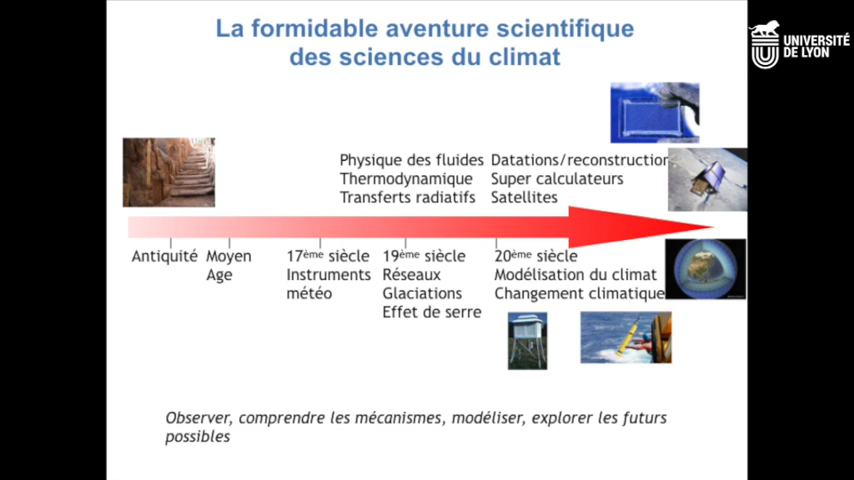 La formidable aventure scientifique
des sciences du climat
UNIVERSITÉ
DE LYON
Physique des fluides
Thermodynamique
Transferts radiatifs
Datations/reconstruction
Super calculateurs
Satellites
Antiquité
Moyen
Age
17ème siècle
Instruments
météo
19ème siècle
Réseaux
Glaciations
Effet de serre
20ème siècle
Modélisation du climat
Changement climatique
Observer, comprendre les mécanismes, modéliser, explorer les futurs
possibles